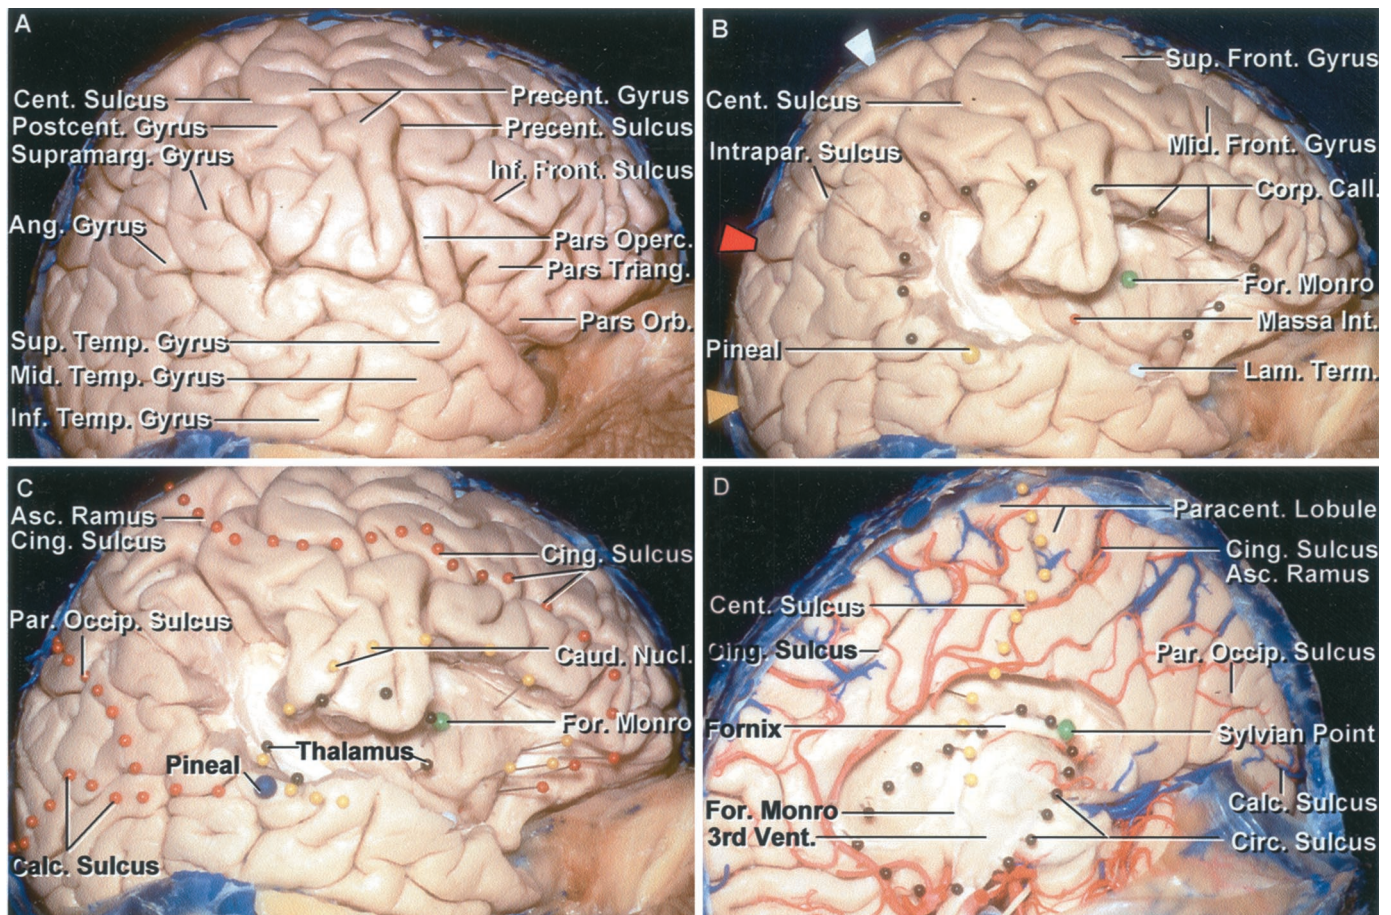 A
Cent. Sulcus
Postcent. Gyrus
Supramarg. Gyrus
Ang. Gyrus
Sup. Temp. Gyrus
Mid. Temp. Gyrus
Inf. Temp. Gyrus
Precent. Gyrus
Precent. Sulcus
Inf. Front. Sulcus
Pars Operc.
Pars Triang.
Pars Orb.
B
Cent. Sulcus
Intrapar. Sulcus
Pineal
Sup. Front. Gyrus
Mid. Front. Gyrus
Corp. Call.
For. Monro
Massa Int.
Lam. Term.
C
Asc. Ramus
Cing. Sulcus
Par. Occip. Sulcus
Pineal
Thalamus
Calc. Sulcus
Cing. Sulcus
Caud. Nucl.
For. Monro
D
Cent. Sulcus
Cing. Sulcus
Fornix
For. Monro
3rd Vent.
Paracent. Lobule
Cing. Sulcus
Asc. Ramus
Par. Occip. Sulcus
Sylvian Point
Calc. Sulcus
Circ. Sulcus